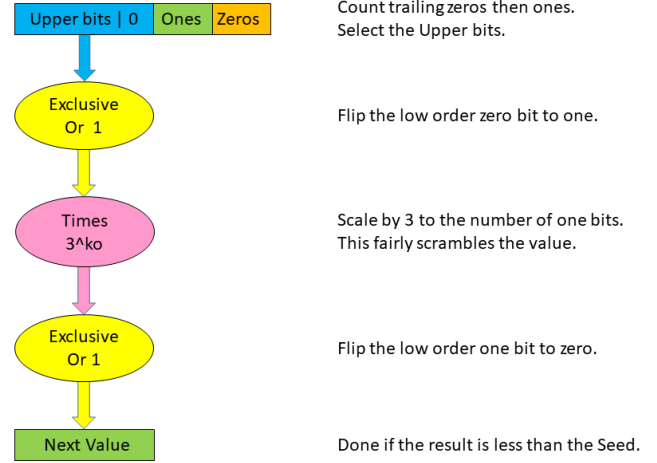 Upper bits | 0 Ones Zeros
Count trailing zeros then ones.
Select the Upper bits.
Exclusive
Or 1
Flip the low order zero bit to one.
Times
3^ko
Scale by 3 to the number of one bits.
This fairly scrambles the value.
Exclusive
Or 1
Flip the low order one bit to zero.
Next Value
Done if the result is less than the Seed.